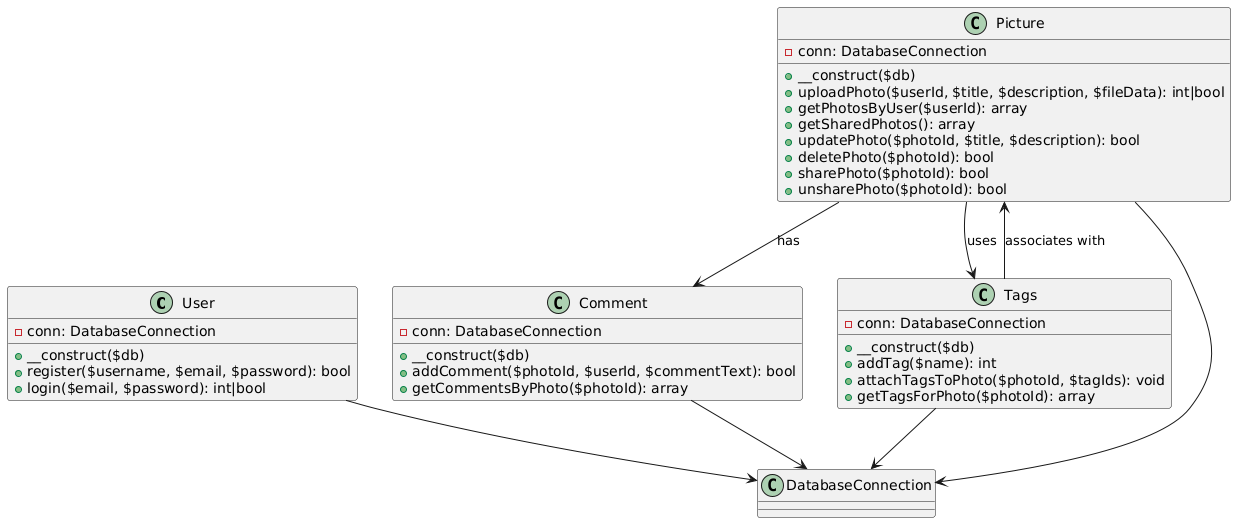 C Picture
conn: DatabaseConnection
__construct($db)
uploadPhoto($userId, $title, $description, $fileData): int|bool
getPhotosByUser($userId): array
getSharedPhotos(): array
updatePhoto($photoId, $title, $description): bool
deletePhoto($photoId): bool
sharePhoto($photoId): bool
unsharePhoto($photoId): bool
has
uses
associates with
C User
conn: DatabaseConnection
__construct($db)
register($username, $email, $password): bool
login($email, $password): int|bool
C Comment
conn: DatabaseConnection
__construct($db)
addComment($photoId, $userId, $commentText): bool
getCommentsByPhoto($photoId): array
C Tags
conn: DatabaseConnection
__construct($db)
addTag($name): int
attachTagsToPhoto($photoId, $tagIds): void
getTagsForPhoto($photoId): array
C DatabaseConnection